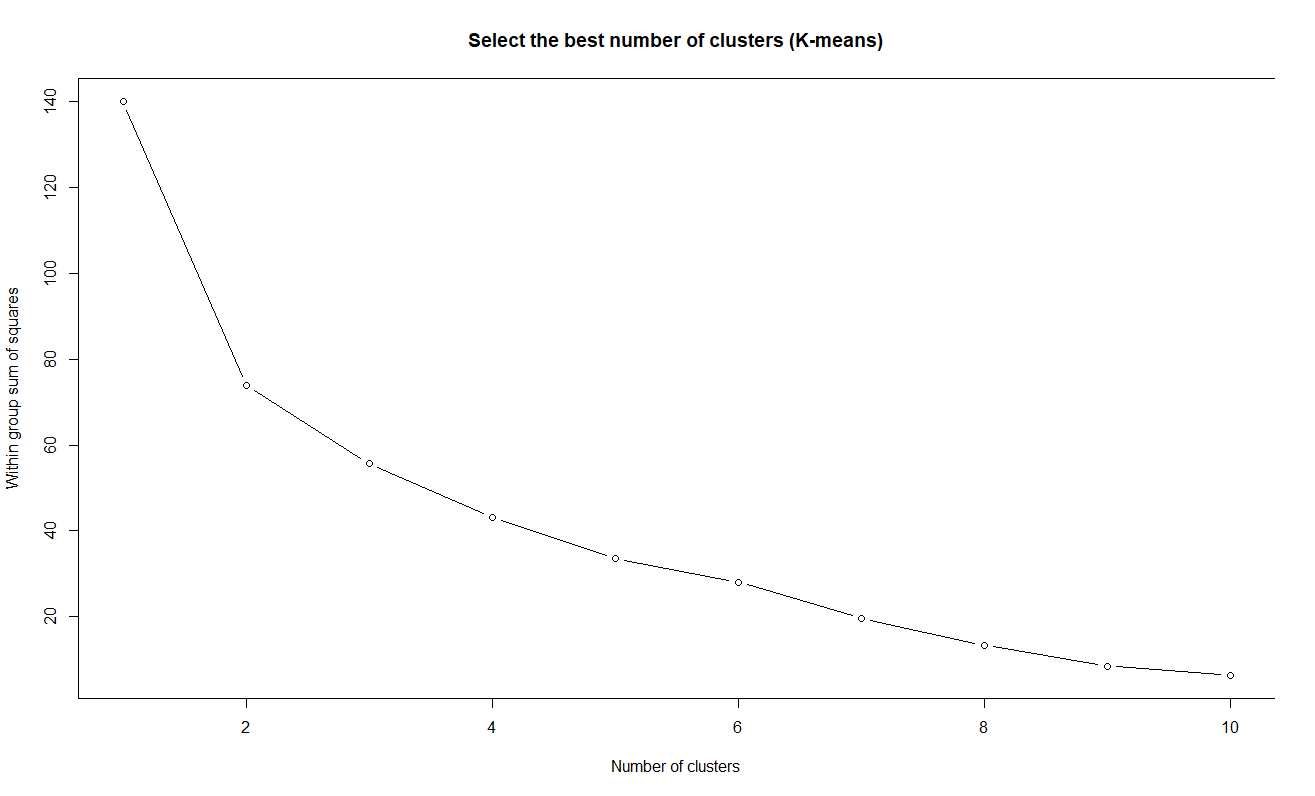 Select the best number of clusters (K-means)
Within group sum of squares
140
120
100
80
60
40
20
2 4 6 8 10
Number of clusters